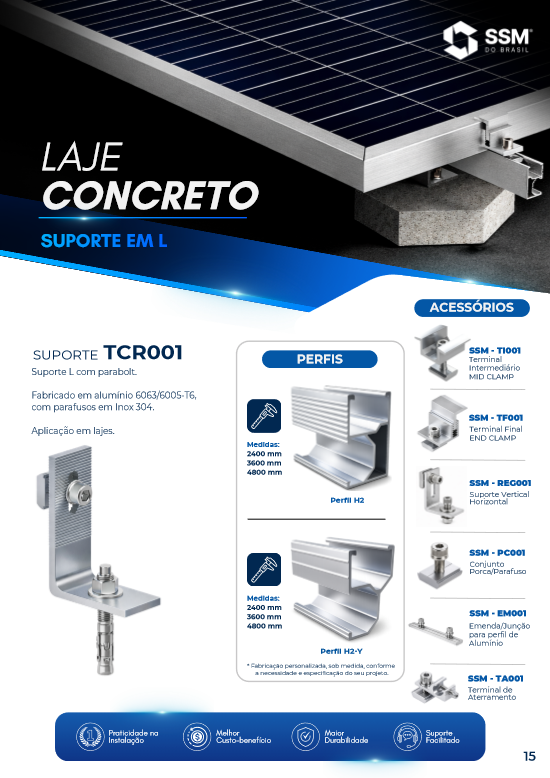 SSM
DO BRASIL
LAJE
CONCRETO
SUPORTE EM L
SUPORTE TCR001
Suporte L com parabolt.
Fabricado em alumínio 6063/6005-T6,
com parafusos em Inox 304.
Aplicação em lajes.
PERFIS
Medidas:
2400 mm
3600 mm
4800 mm
Perfil H2
Medidas:
2400 mm
3600 mm
4800 mm
Perfil H2-Y
* Fabricação personalizada, sob medida, conforme
a necessidade e especificação do seu projeto.
ACESSÓRIOS
SSM - TI001
Terminal
Intermediário
MID CLAMP
SSM - TF001
Terminal Final
END CLAMP
SSM - REG001
Suporte Vertical
Horizontal
SSM - PC001
Conjunto
Porca/Parafuso
SSM - EM001
Emenda/Junção
para perfil de
Alumínio
SSM - TA001
Terminal de
Aterramento
Praticidade na
Instalação
Melhor
Custo-benefício
Maior
Durabilidade
Suporte
Facilitado
15